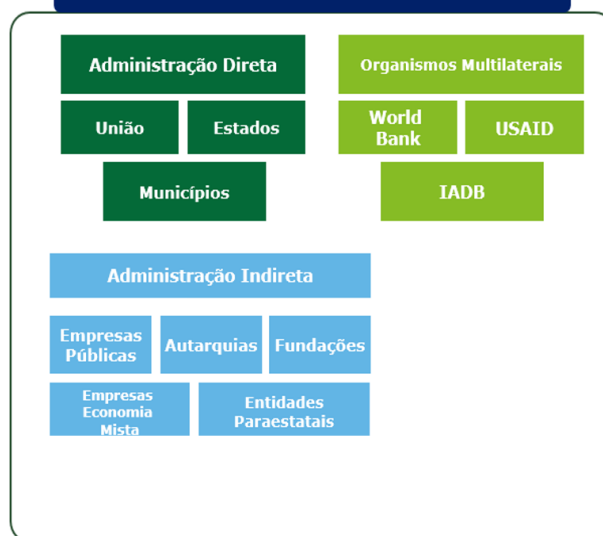 Administração Direta
União
Estados
Municípios
Organismos Multilaterais
World
Bank
USAID
IADB
Administração Indireta
Empresas
Públicas
Autarquias
Fundações
Empresas
Economia
Mista
Entidades
Paraestatais